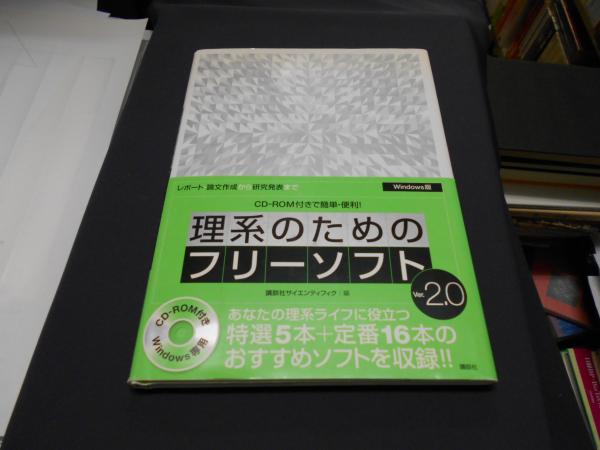 レポート 論文作成から研究発表まで
Windows版
CD-ROM付きで簡単・便利!
理系のための
フリーソフト
Ver. 2.0
講談社サイエンティフィク/編
CD-ROM付き
Windows専用
あなたの理系ライフに役立つ
特選5本+定番16本の
おすすめソフトを収録!!
講談社